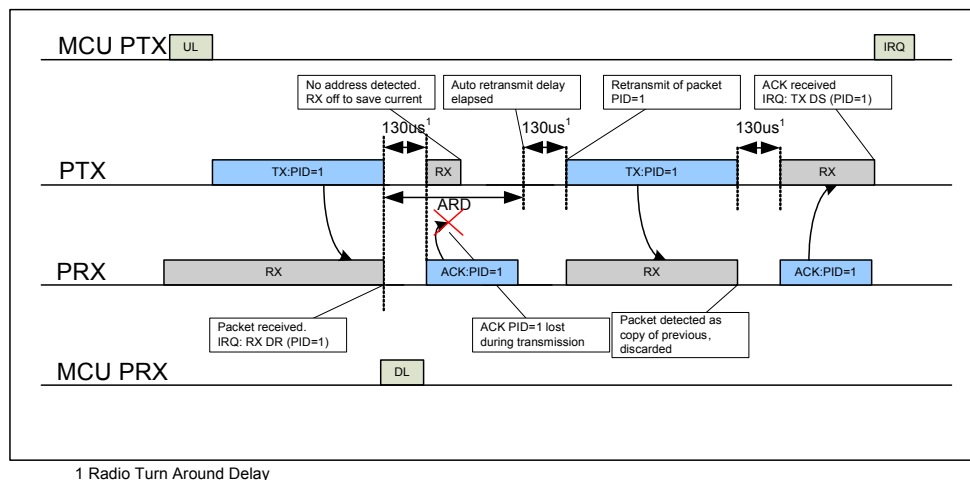 MCU PTX
UL
IRQ
No address detected.
RX off to save current
Auto retransmit delay
elapsed
Retransmit of packet
PID=1
ACK received
IRQ: TX DS (PID=1)
130us1
130us1
130us1
PTX
TX:PID=1
RX
TX:PID=1
RX
ARD
PRX
RX
ACK:PID=1
RX
ACK:PID=1
Packet received.
IRQ: RX DR (PID=1)
ACK PID=1 lost
during transmission
Packet detected as
copy of previous,
discarded
MCU PRX
DL
1 Radio Turn Around Delay